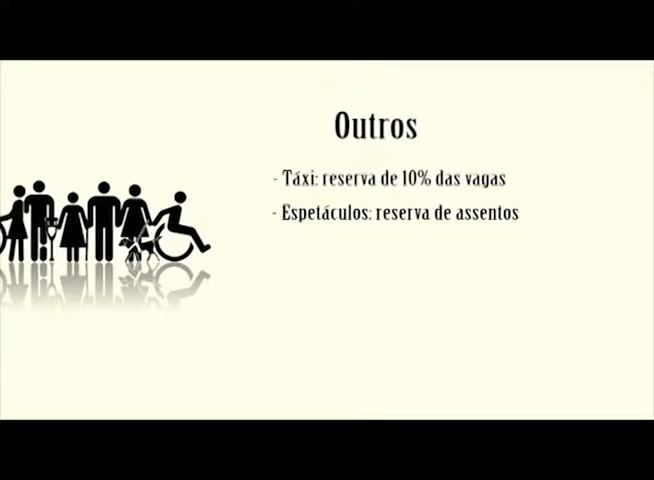 Outros
- Táxi: reserva de 10% das vagas
- Espetáculos: reserva de assentos